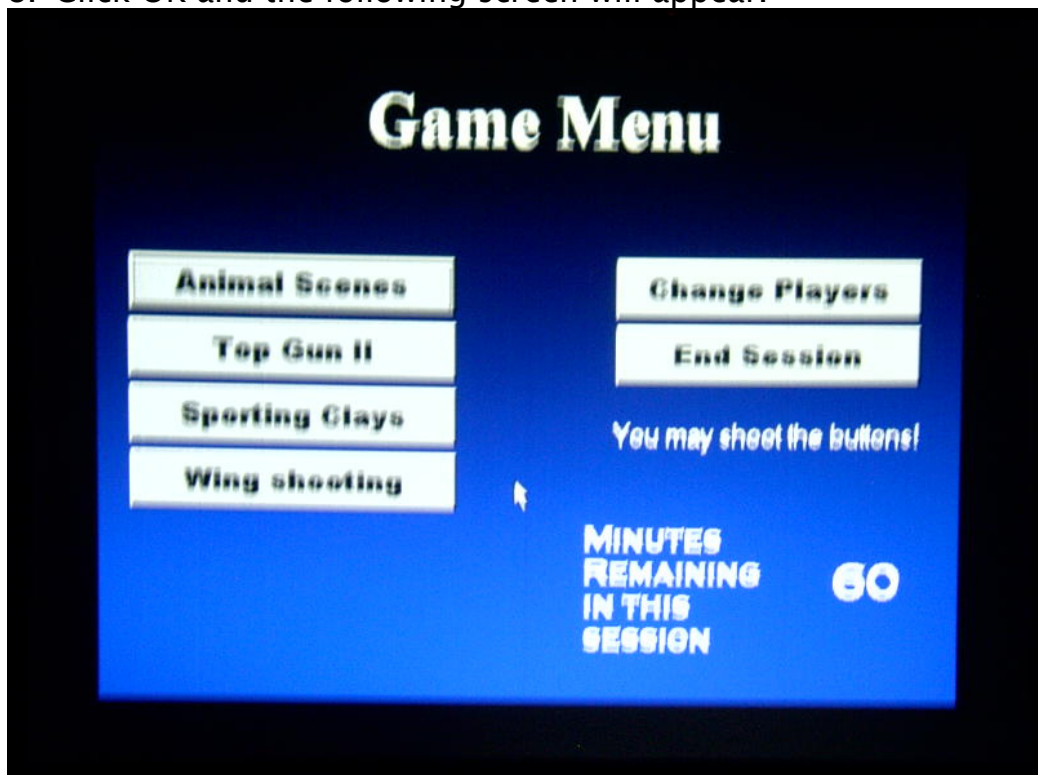 Click OK and the following screen will appear:
Game Menu
Animal Scenes
Top Gun II
Sporting Clays
Wing shooting
Change Players
End Session
You may shoot the buttons!
MINUTES
REMAINING
IN THIS
SESSION
60